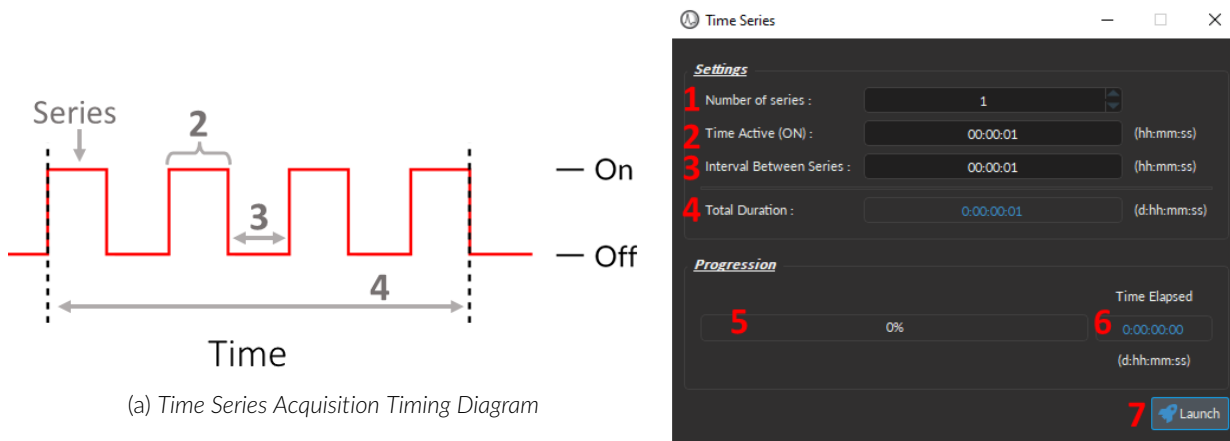 Series
2
3
4
On
Off
Time
(a) Time Series Acquisition Timing Diagram
Time Series
Settings
1 Number of series : 1
2 Time Active (ON) : 00:00:01 (hh:mm:ss)
3 Interval Between Series : 00:00:01 (hh:mm:ss)
4 Total Duration : 0:00:00:01 (d:hh:mm:ss)
Progression
Time Elapsed
5 0% 6 0:00:00:00
(d:hh:mm:ss)
7 Launch